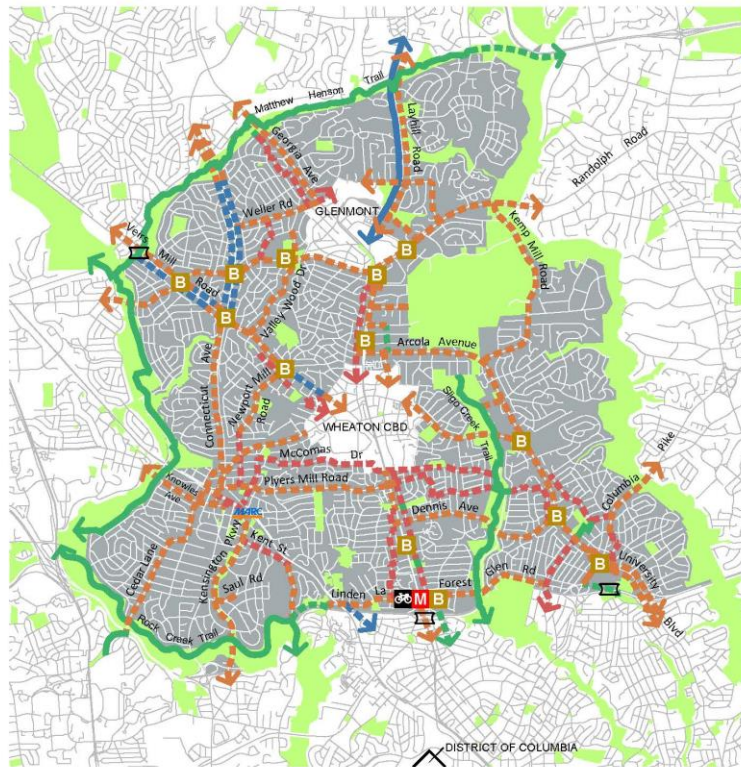 Matthew Henson Trail
Georgia Ave
Layhill Road
Randolph Road
Weller Rd
GLENMONT
Kemp Mill Road
Veirs Mill Road
B
B
B
B
B
Valley Wood Dr
B
B
Arcola Avenue
Connecticut Ave
Newport Mill Road
B
Sligo Creek Trail
WHEATON CBD
B
McComas Dr
Pike
Columbia
Knowles Ave
Plyers Mill Road
MARC
Dennis Ave
B
Kensington Pkwy
Kent St
B
Cedar Lane
Saul Rd
Forest Glen Rd
B
University Blvd
Linden La
M
B
Rock Creek Trail
DISTRICT OF COLUMBIA